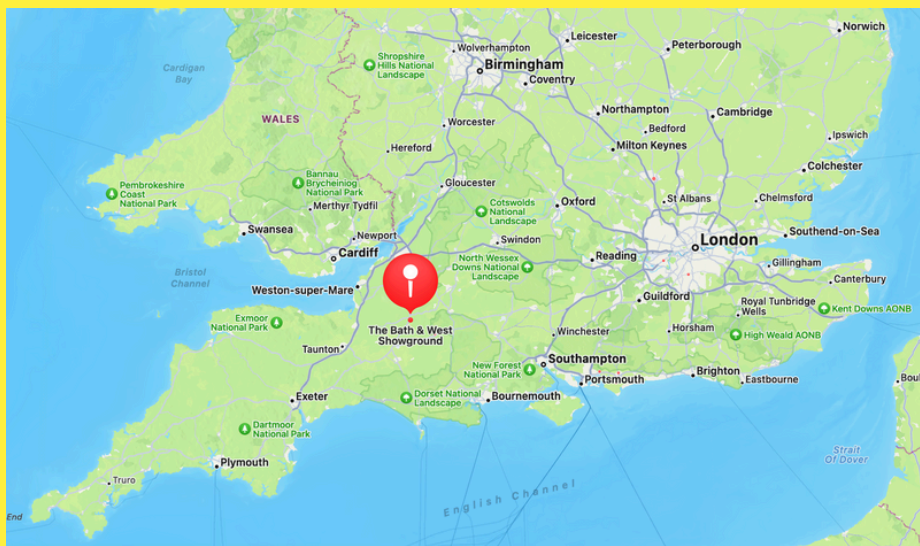 Norwich
Leicester
Peterborough
Wolverhampton
Birmingham
Shropshire
Hills National
Landscape
Coventry
Cardigan
Bay
Northampton
Cambridge
WALES
Worcester
Bedford
Ipswich
Hereford
Milton Keynes
Colchester
Bannau
Brycheiniog
National Park
Gloucester
Pembrokeshire
Coast
National Park
Merthyr Tydfil
Cotswolds
National
Landscape
Oxford
St Albans
Chelmsford
Swansea
Newport
Swindon
London
Southend-on-Sea
Cardiff
Reading
Gillingham
North Wessex
Downs National
Landscape
Bristol
Channel
Canterbury
Weston-super-Mare
Guildford
Royal Tunbridge
Wells
Kent Downs AONB
Exmoor
National Park
The Bath & West
Showground
Winchester
Horsham
High Weald AONB
Taunton
Southampton
New Forest
National Park
Brighton
Portsmouth
Eastbourne
Exeter
Dorset National
Landscape
Bournemouth
Dartmoor
National Park
Plymouth
Strait
Of Dover
Truro
English Channel
End